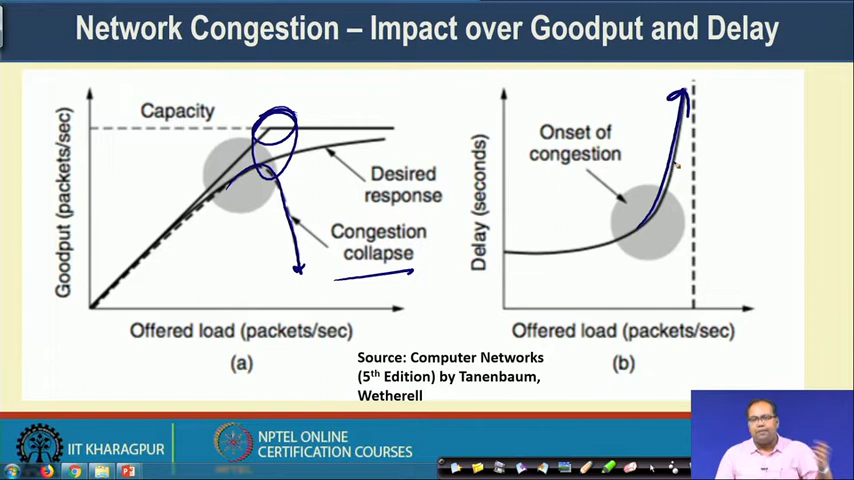 Network Congestion – Impact over Goodput and Delay
Capacity
Goodput (packets/sec)
Desired
response
Congestion
collapse
Offered load (packets/sec)
(a)
Onset of
congestion
Delay (seconds)
Offered load (packets/sec)
(b)
Source: Computer Networks
(5th Edition) by Tanenbaum,
Wetherell
IIT KHARAGPUR
NPTEL ONLINE
CERTIFICATION COURSES
NPTEL